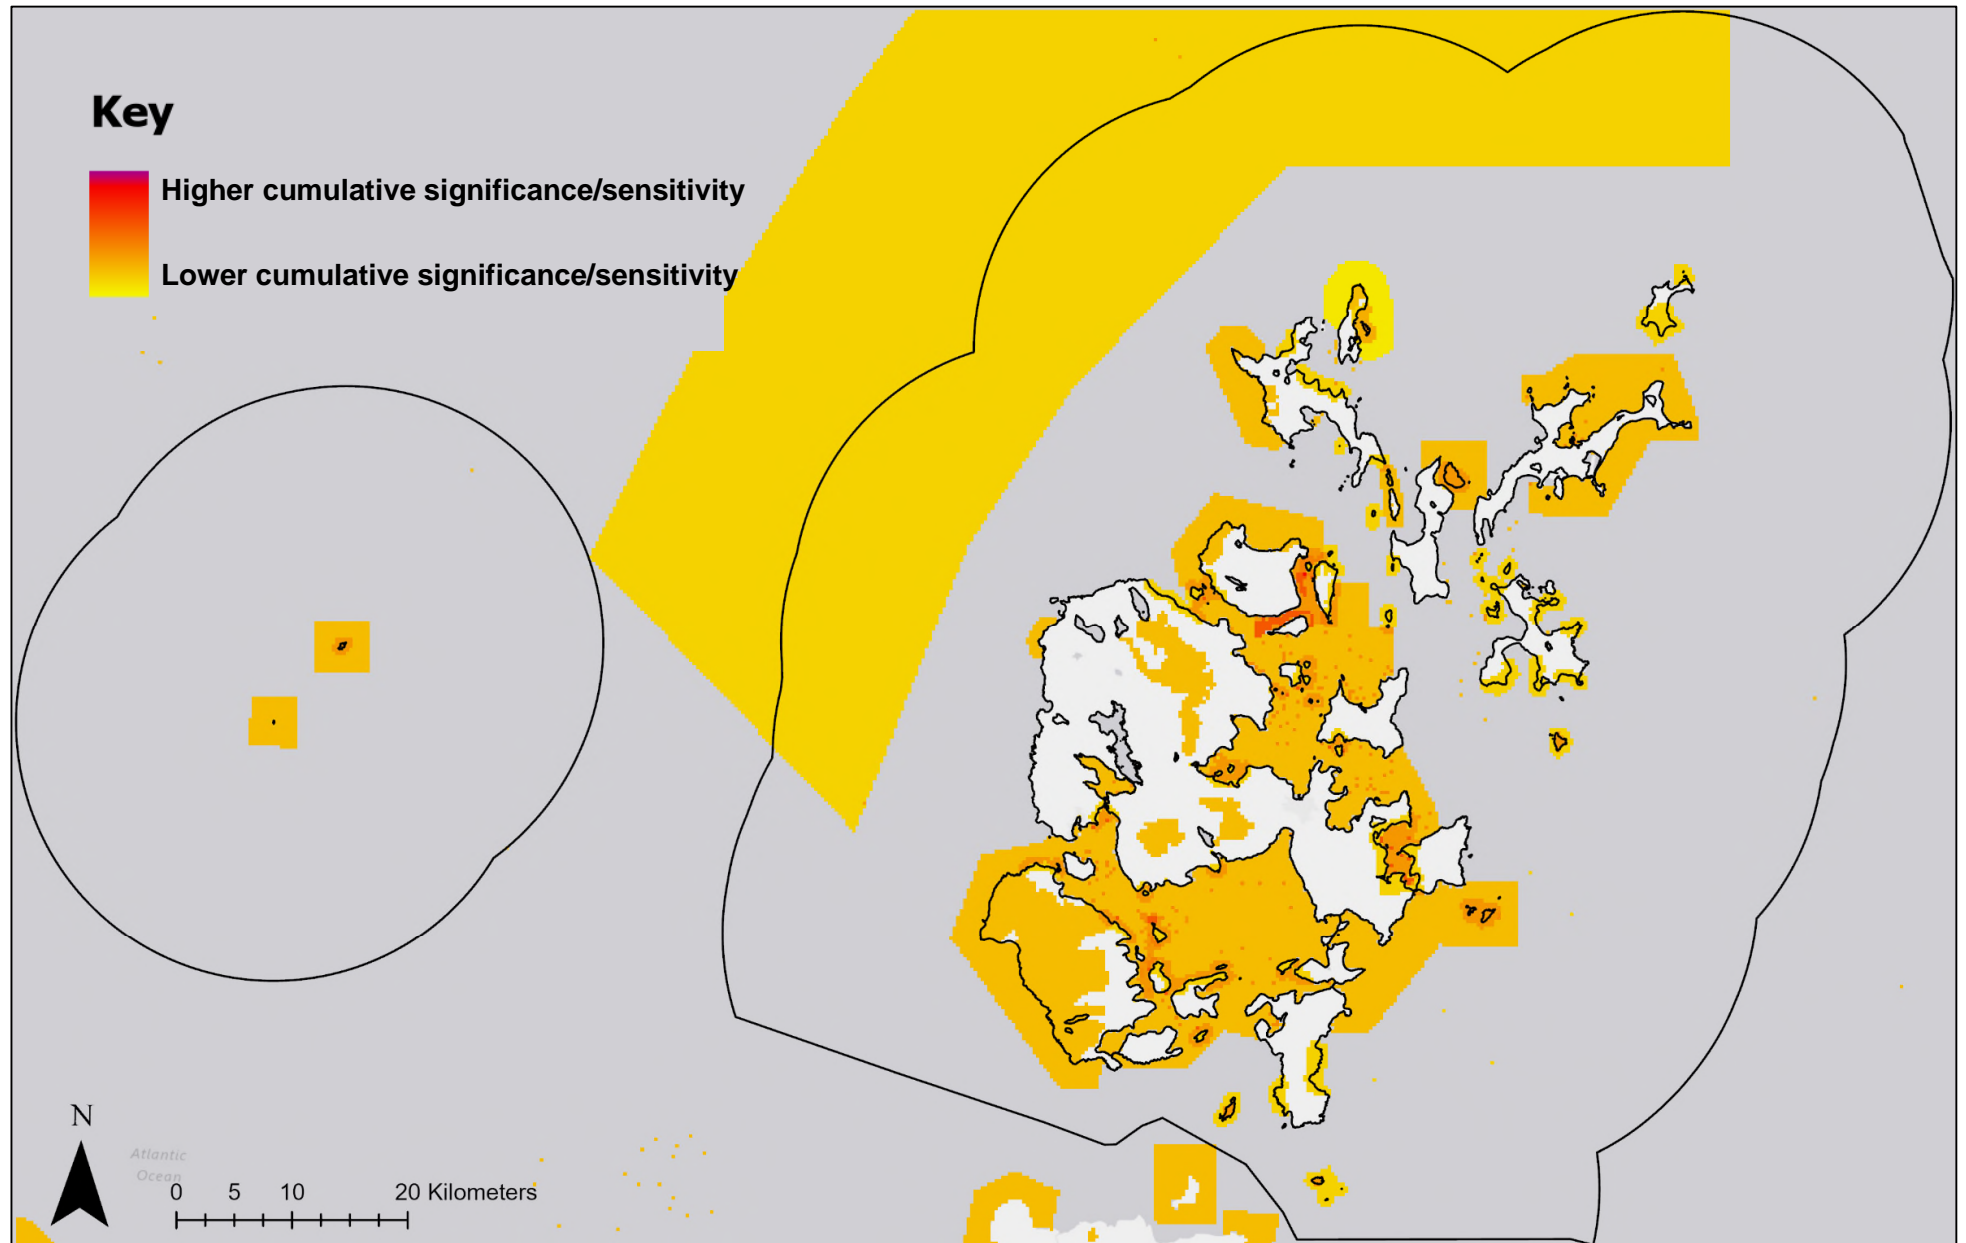 Key
Higher cumulative significance/sensitivity
Lower cumulative significance/sensitivity
N
Atlantic
Ocean
0 5 10 20 Kilometers